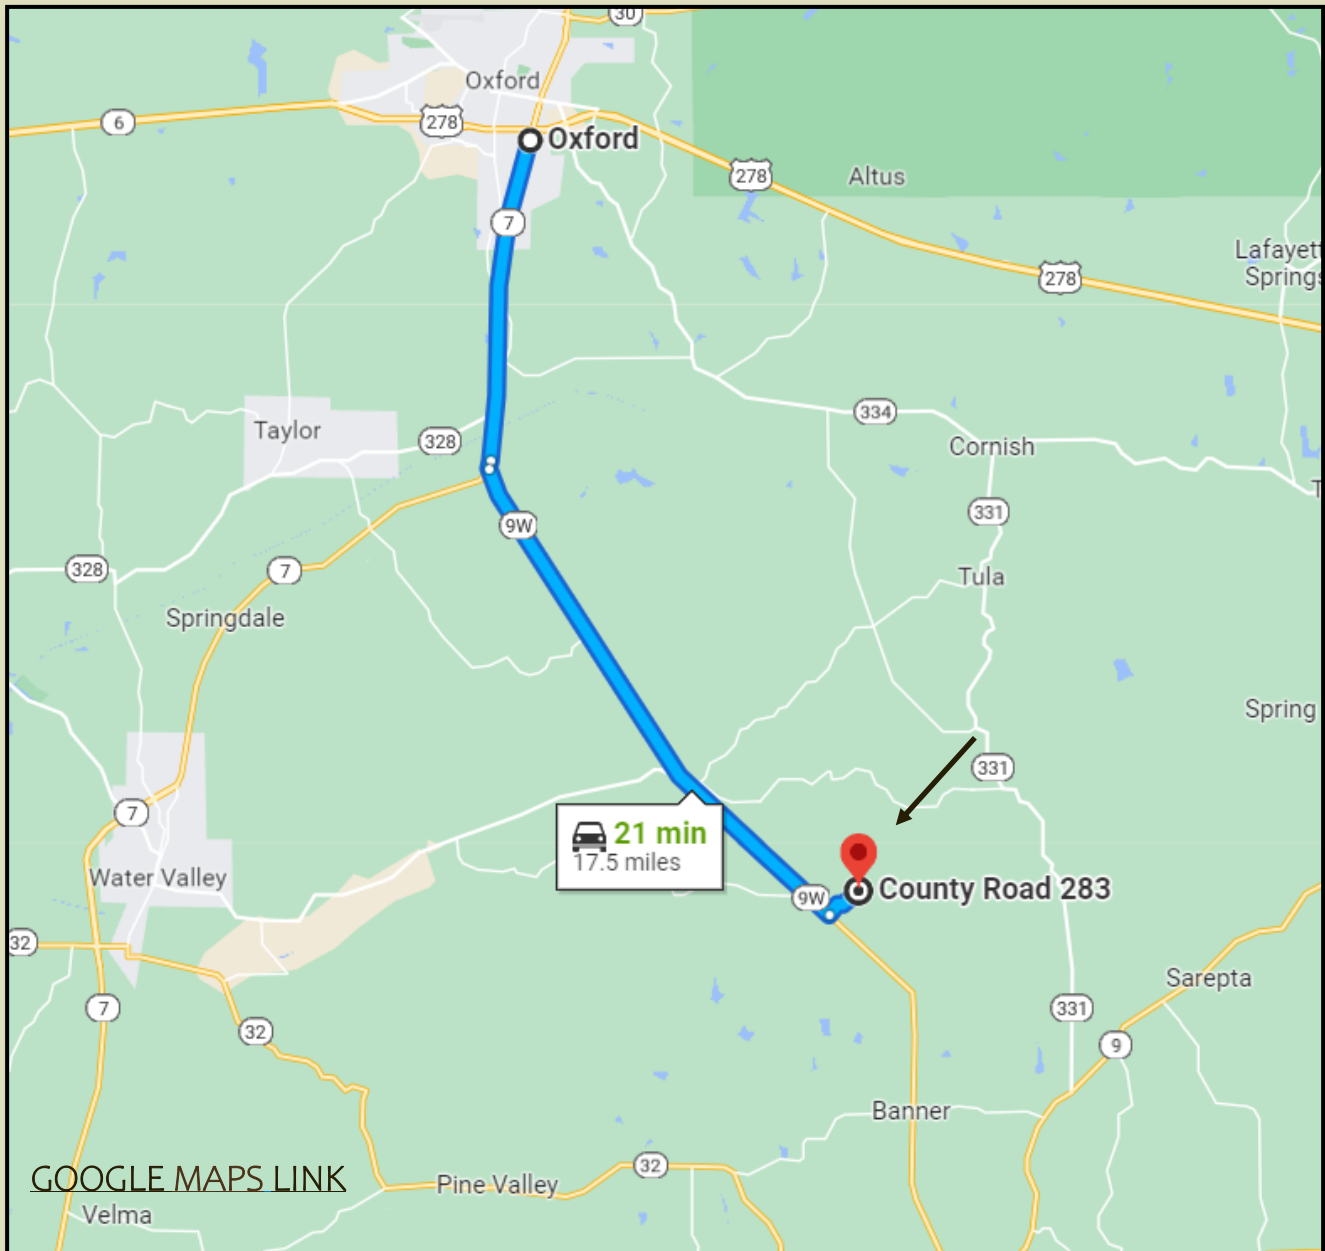 30
Oxford
6
278
Oxford
278
Altus
7
Lafayett
Springs
278
334
Taylor
328
Cornish
331
9W
328
7
Tula
Springdale
Spring
331
7
21 min
17.5 miles
Water Valley
9W
County Road 283
32
Sarepta
7
331
32
9
Banner
32
GOOGLE MAPS LINK
Pine Valley
Velma